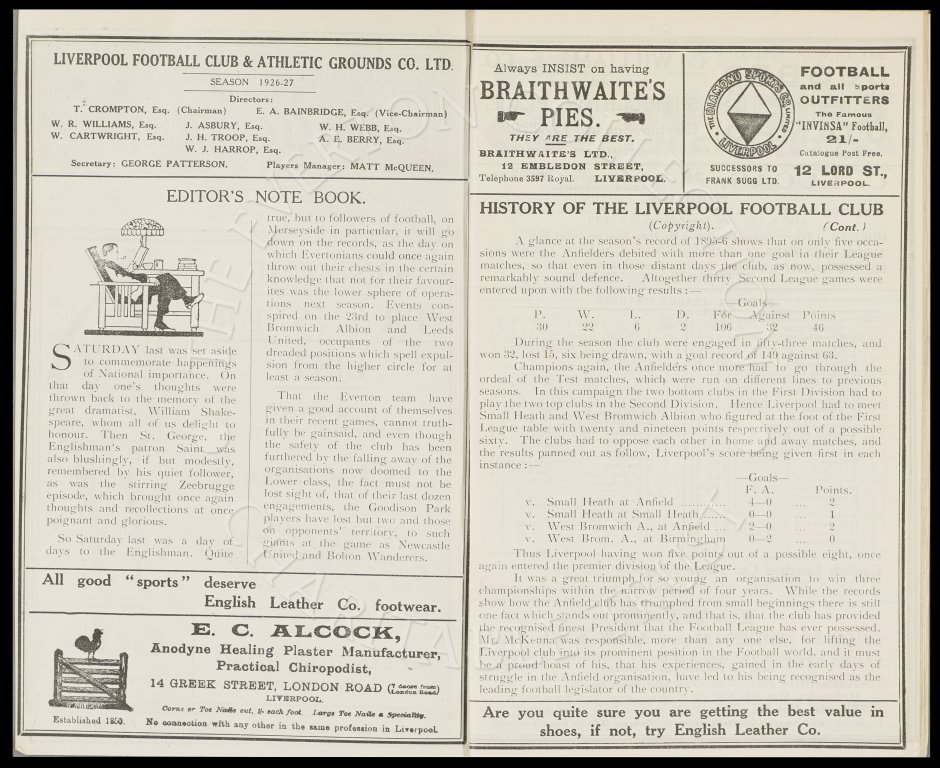 LIVERPOOL FOOTBALL CLUB & ATHLETIC GROUNDS CO. LTD.
SEASON 1926-27
Directors:
T. CROMPTON, Esq. (Chairman) E. A. BAINBRIDGE, Esq. (Vice-Chairman)
W. R. WILLIAMS, Esq. J. ASBURY, Esq. W. H. WEBB, Esq.
W. CARTWRIGHT, Esq. J. H. TROOP, Esq. A. E. BERRY, Esq.
W. J. HARROP, Esq.
Secretary: GEORGE PATTERSON. Players Manager: MATT McQUEEN.
EDITOR'S NOTE BOOK.
SATURDAY last was set aside
to commemorate happenings
of National importance. On
that day one's thoughts were
thrown back to the memory of the
great dramatist, William Shake-
speare, whom all of us delight to
honour. Then St. George, the
Englishman's patron Saint was
also blushingly, if but modestly,
remembered by his quiet follower,
as was the stirring Zeebrugge
episode, which brought once again
thoughts and recollections at once
poignant and glorious.
So Saturday last was a day of
days to the Englishman. Quite
true, but to followers of football, on
Merseyside in particular, it will go
down on the records, as the day on
which Evertonians could once again
throw out their chests in the certain
knowledge that not for their favour-
ites was the lower sphere of opera-
tions next season. Events con-
spired on the 23rd to place West
Bromwich Albion and Leeds
United, occupants of the two
dreaded positions which spell expul-
sion from the higher circle for at
least a season.
That the Everton team have
given a good account of themselves
in their recent games, cannot truth-
fully be gainsaid, and even though
the safety of the club has been
furthered by the falling away of the
organisations now doomed to the
Lower class, the fact must not be
lost sight of, that of their last dozen
engagements, the Goodison Park
players have lost but two and those
on opponents' territory, to such
giants at the game as Newcastle
United and Bolton Wanderers.
All good "sports" deserve
English Leather Co. footwear.
E. C. ALCOCK,
Anodyne Healing Plaster Manufacturer,
Practical Chiropodist,
14 GREEK STREET, LONDON ROAD (7 doors from London Road)
LIVERPOOL.
Corns or Toe Nails cut, 1/- each foot. Large Toe Nails a Speciality.
Established 1850. No connection with any other in the same profession in Liverpool.
Always INSIST on having
BRAITHWAITE'S
PIES.
THEY ARE THE BEST.
BRAITHWAITE'S LTD.,
12 EMBLEDON STREET,
Telephone 3597 Royal. LIVERPOOL.
THE DIAMOND SPORTS CO. LIMITED
LIVERPOOL
SUCCESSORS TO
FRANK SUGG LTD.
FOOTBALL
and all Sports
OUTFITTERS
The Famous
"INVINSA" Football,
21/-
Catalogue Post Free.
12 LORD ST.,
LIVERPOOL.
HISTORY OF THE LIVERPOOL FOOTBALL CLUB
(Copyright). (Cont.)
A glance at the season's record of 1895-6 shows that on only five occa-
sions were the Anfielders debited with more than one goal in their League
matches, so that even in those distant days the club, as now, possessed a
remarkably sound defence. Altogether thirty Second League games were
entered upon with the following results:—
—Goals—
P. W. L. D. For Against Points
30 22 6 2 106 32 46
During the season the club were engaged in fifty-three matches, and
won 32, lost 15, six being drawn, with a goal record of 149 against 63.
Champions again, the Anfielders once more had to go through the
ordeal of the Test matches, which were run on different lines to previous
seasons. In this campaign the two bottom clubs in the First Division had to
play the two top clubs in the Second Division. Hence Liverpool had to meet
Small Heath and West Bromwich Albion who figured at the foot of the First
League table with twenty and nineteen points respectively out of a possible
sixty. The clubs had to oppose each other in home and away matches, and
the results panned out as follow, Liverpool's score being given first in each
instance:—
—Goals—
F. A. Points.
v. Small Heath at Anfield ........... 4—0 ... 2
v. Small Heath at Small Heath...... 0—0 ... 1
v. West Bromwich A., at Anfield ... 2—0 ... 2
v. West Brom. A., at Birmingham 0—2 ... 0
Thus Liverpool having won five points out of a possible eight, once
again entered the premier division of the League.
It was a great triumph for so young an organisation to win three
championships within the narrow period of four years. While the records
show how the Anfield club has triumphed from small beginnings there is still
one fact which stands out prominently, and that is, that the club has provided
the recognised finest President that the Football League has ever possessed.
Mr. McKenna was responsible, more than any one else, for lifting the
Liverpool club into its prominent position in the Football world, and it must
be a proud boast of his, that his experiences, gained in the early days of
struggle in the Anfield organisation, have led to his being recognised as the
leading football legislator of the country.
Are you quite sure you are getting the best value in
shoes, if not, try English Leather Co.